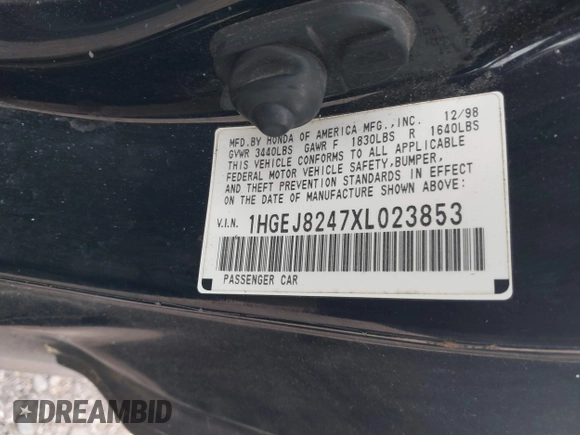 MFD.BY HONDA OF AMERICA MFG.,INC. 12/98
GVWR 3440LBS GAWR F 1830LBS R 1640LBS
THIS VEHICLE CONFORMS TO ALL APPLICABLE
FEDERAL MOTOR VEHICLE SAFETY,BUMPER,
AND THEFT PREVENTION STANDARDS IN EFFECT
ON THE DATE OF MANUFACTURE SHOWN ABOVE:
V.I.N. 1HGEJ8247XL023853
PASSENGER CAR
DREAMBID